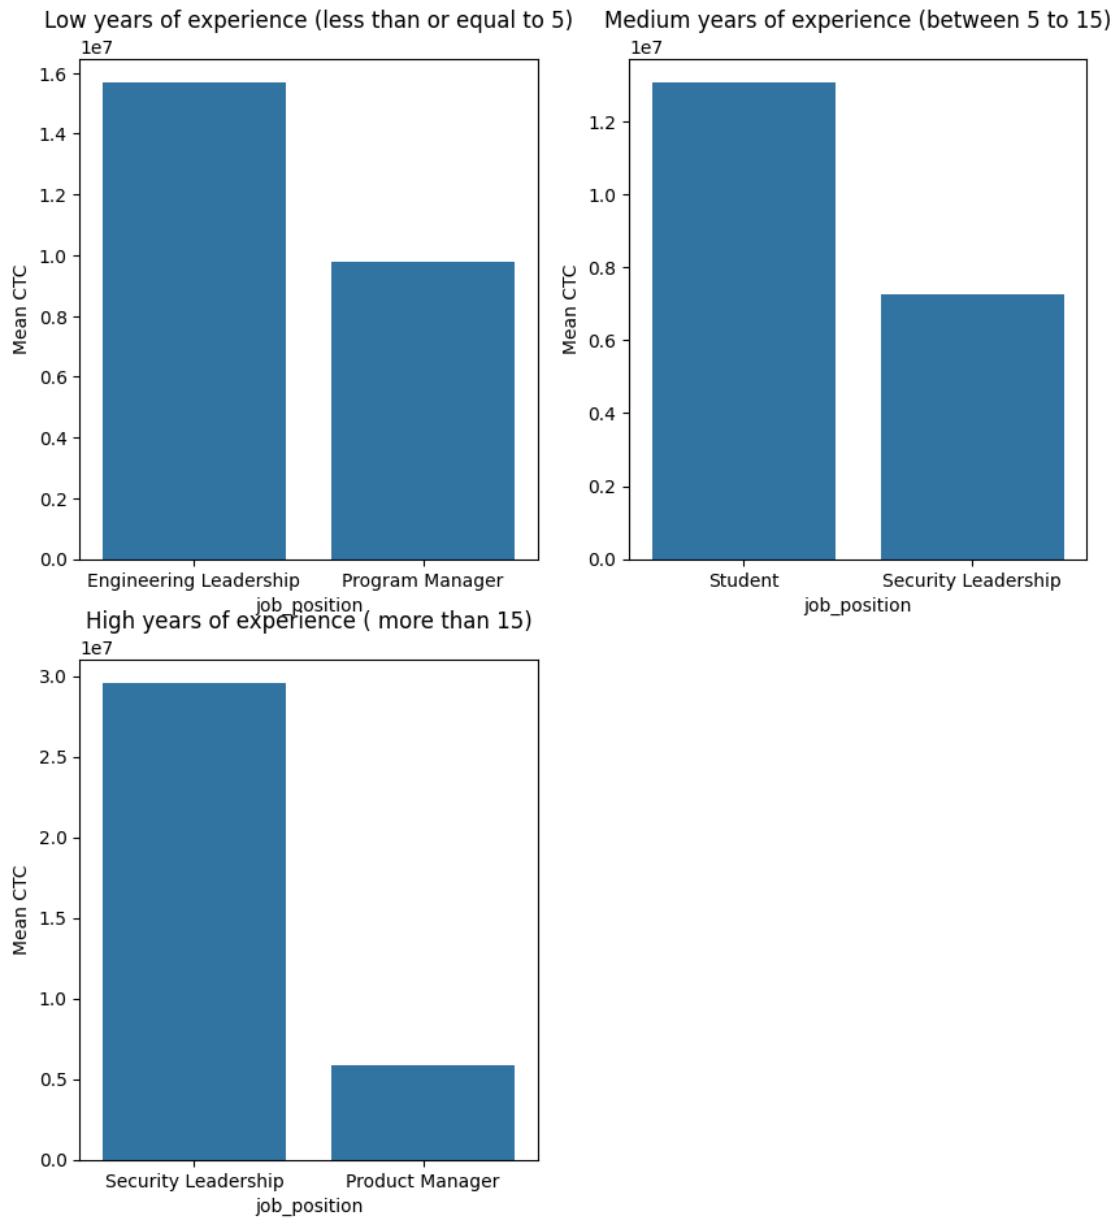 Low years of experience (less than or equal to 5)
1e7
1.6
1.4
1.2
1.0
0.8
0.6
0.4
0.2
0.0
Mean CTC
Engineering Leadership
Program Manager
job_position
Medium years of experience (between 5 to 15)
1e7
1.2
1.0
0.8
0.6
0.4
0.2
0.0
Mean CTC
Student
Security Leadership
job_position
High years of experience ( more than 15)
1e7
3.0
2.5
2.0
1.5
1.0
0.5
0.0
Mean CTC
Security Leadership
Product Manager
job_position